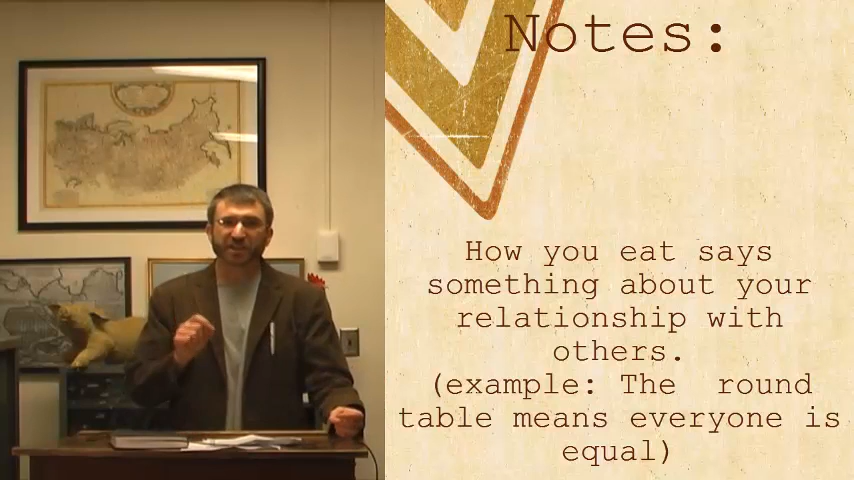 Notes:
How you eat says
something about your
relationship with
others.
(example: The  round
table means everyone is
equal)